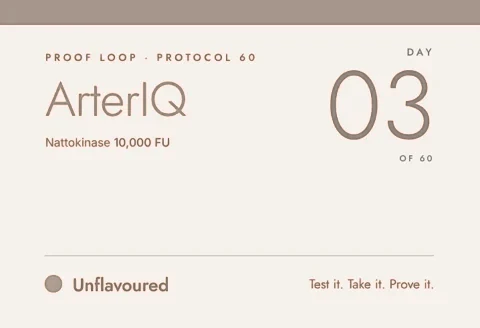 PROOF LOOP · PROTOCOL 60
ArterIQ
Nattokinase 10,000 FU
DAY
03
OF 60
Unflavoured
Test it. Take it. Prove it.